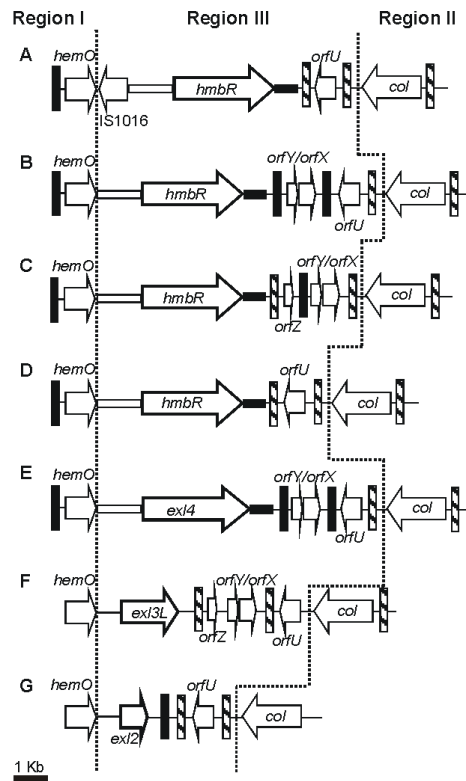 Region I Region III Region II
A hemO orfU
hmbR col
IS1016
B hemO orfY/orfX
hmbR col
orfU
C hemO orfY/orfX
hmbR col
orfZ
D hemO orfU
hmbR col
E hemO orfY/orfX
exl4 col
orfU
F hemO orfY/orfX
exl3L col
orfZ orfU
G hemO orfU
exl2 col
1 Kb